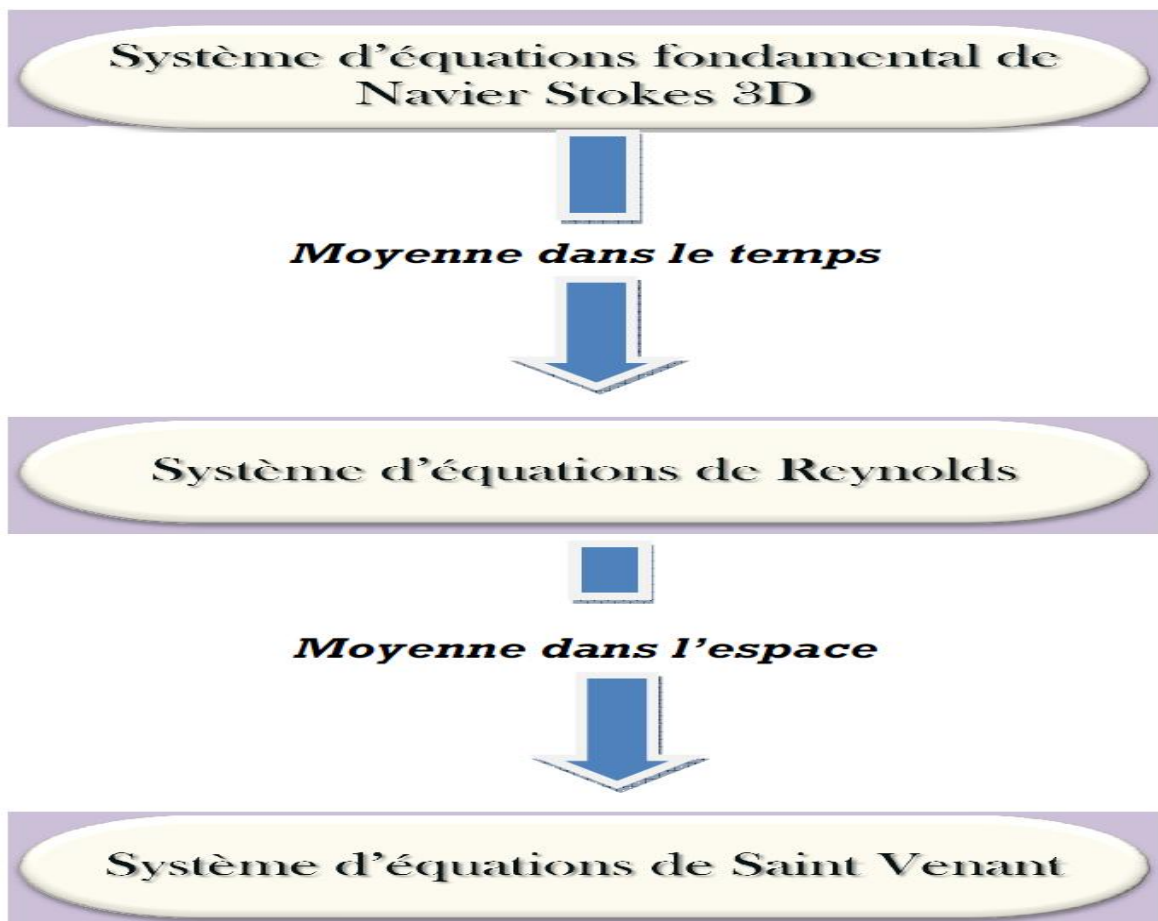 Système d’équations fondamental de
Navier Stokes 3D
Moyenne dans le temps
Système d’équations de Reynolds
Moyenne dans l’espace
Système d’équations de Saint Venant